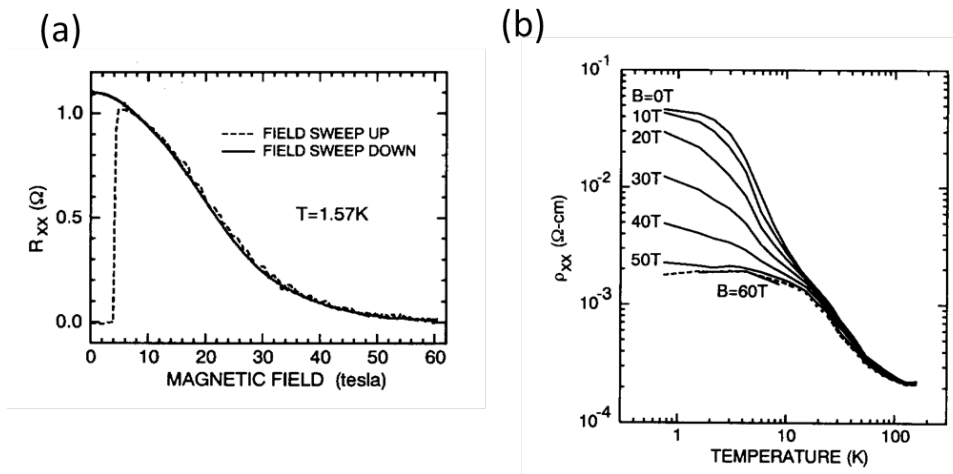 (a)
1.0
0.5
0.0
0
10
20
30
40
50
60
R_XX (Ω)
MAGNETIC FIELD (tesla)
FIELD SWEEP UP
FIELD SWEEP DOWN
T=1.57K
(b)
10⁻¹
10⁻²
10⁻³
10⁻⁴
1
10
100
ρ_XX (Ω-cm)
TEMPERATURE (K)
B=0T
10T
20T
30T
40T
50T
B=60T